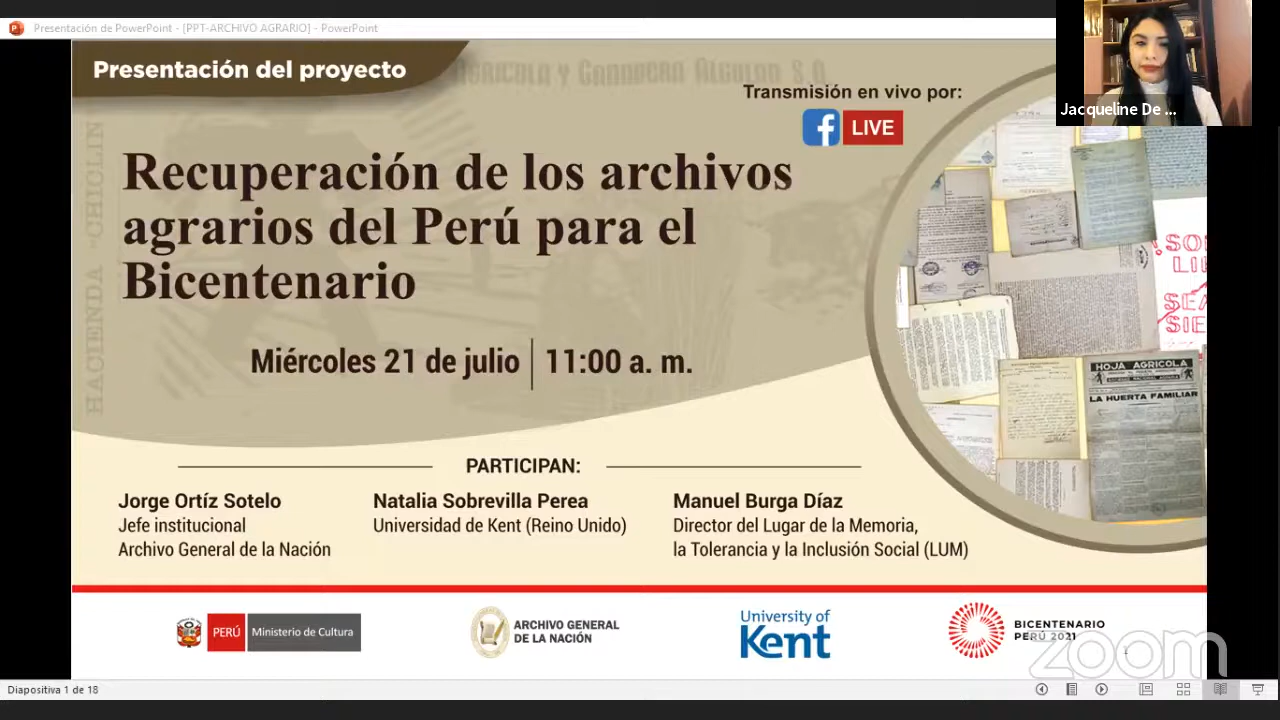 Presentación de PowerPoint - [PPT-ARCHIVO AGRARIO] - PowerPoint
Jacqueline De ...
Presentación del proyecto
AGRICOLA Y GANADERA
HACIENDA - CHICLIN
Transmisión en vivo por:
LIVE
Recuperación de los archivos
agrarios del Perú para el
Bicentenario
Miércoles 21 de julio | 11:00 a. m.
HOJA AGRICOLA
LA HUERTA FAMILIAR
PARTICIPAN:
Jorge Ortíz Sotelo
Jefe institucional
Archivo General de la Nación
Natalia Sobrevilla Perea
Universidad de Kent (Reino Unido)
Manuel Burga Díaz
Director del Lugar de la Memoria,
la Tolerancia y la Inclusión Social (LUM)
PERÚ Ministerio de Cultura
ARCHIVO GENERAL
DE LA NACIÓN
University of
Kent
BICENTENARIO
PERÚ 2021
zoom
Diapositiva 1 de 18